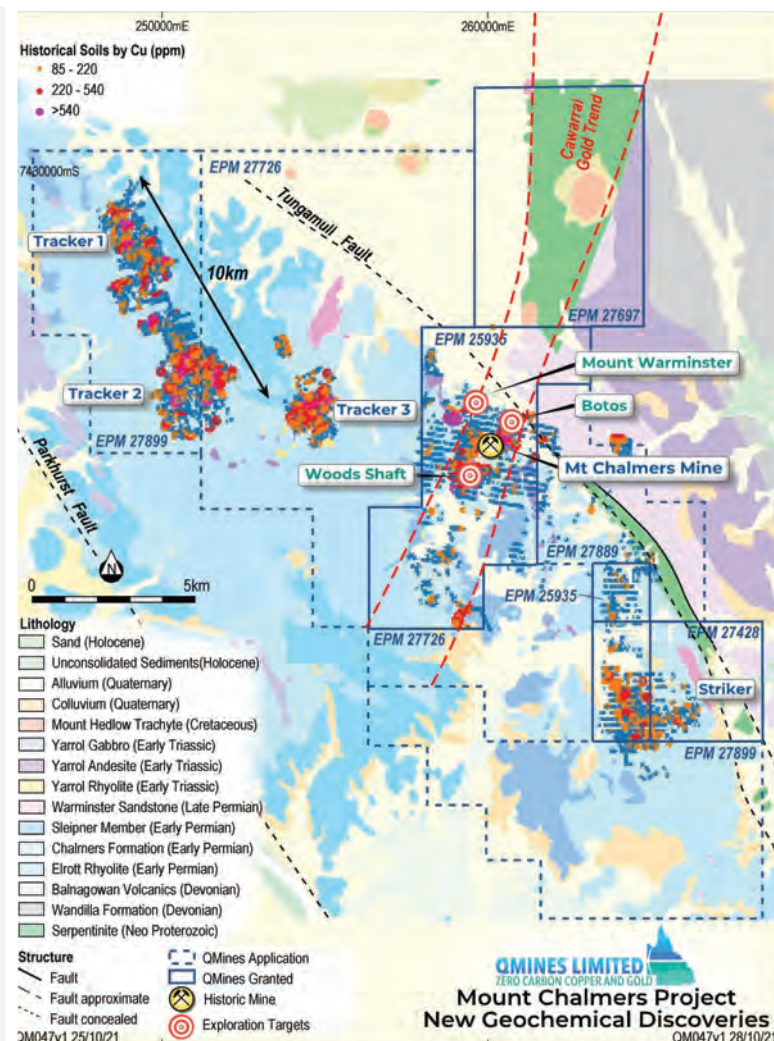 250000mE
260000mE
Historical Soils by Cu (ppm)
85 - 220
220 - 540
>540
Cawarral
Gold Trend
7430000mS
EPM 27726
Tungamull Fault
Tracker 1
10km
EPM 27697
EPM 25935
Mount Warminster
Tracker 2
Tracker 3
Botos
EPM 27899
Mt Chalmers Mine
Woods Shaft
Parkhurst Fault
N
0
5km
EPM 27889
EPM 25935
EPM 27726
EPM 27428
Striker
EPM 27899
Lithology
Sand (Holocene)
Unconsolidated Sediments(Holocene)
Alluvium (Quaternary)
Colluvium (Quaternary)
Mount Hedlow Trachyte (Cretaceous)
Yarrol Gabbro (Early Triassic)
Yarrol Andesite (Early Triassic)
Yarrol Rhyolite (Early Triassic)
Warminster Sandstone (Late Permian)
Sleipner Member (Early Permian)
Chalmers Formation (Early Permian)
Elrott Rhyolite (Early Permian)
Balnagowan Volcanics (Devonian)
Wandilla Formation (Devonian)
Serpentinite (Neo Proterozoic)
Structure
Fault
Fault approximate
Fault concealed
QMines Application
QMines Granted
Historic Mine
Exploration Targets
QMINES LIMITED
ZERO CARBON COPPER AND GOLD
Mount Chalmers Project
New Geochemical Discoveries
QM047v1 25/10/21
QM047v1 28/10/21